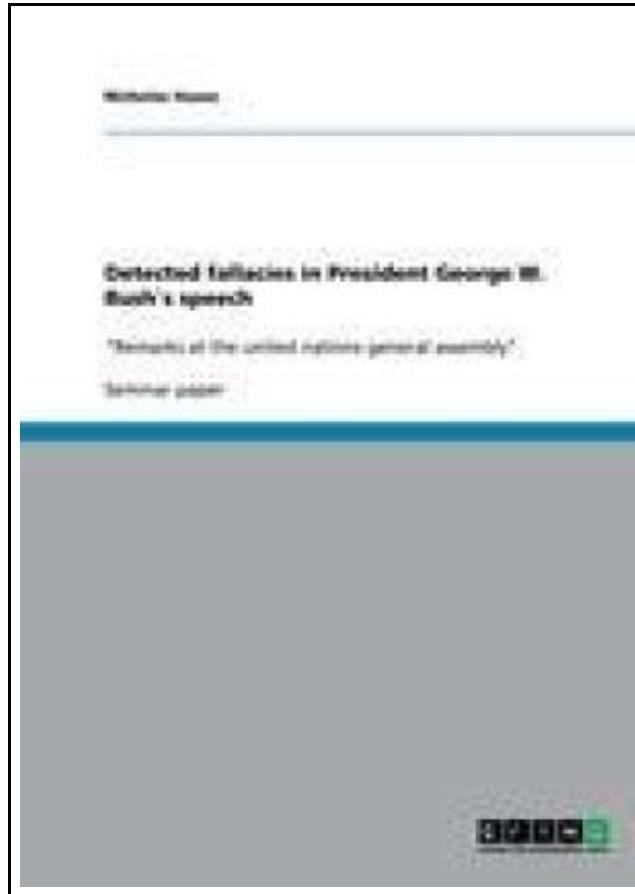 Detected fallacies in President George W.
Bush's speech
"Remarks at the united nations general assembly"
Seminar paper